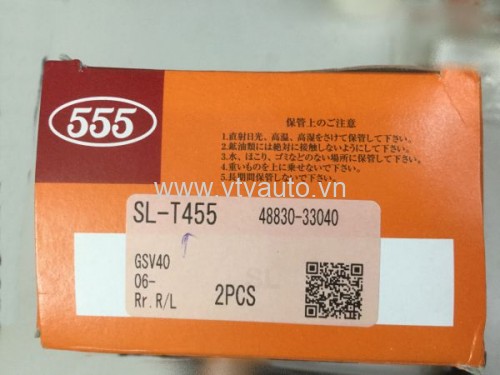 555
保管上のご注意
1.直射日光、高温、高湿をさけて保管して下さい。
2.鉱油類には絶対に接触しないようにして下さい。
3.水、ほこり、ゴミなどのない場所に保管して下さい。
4.重いものを上に乗せないで下さい。
5.長期間保管しないで下さい。
www.vtvauto.vn
SL-T455 48830-33040
GSV40
06-
Rr.R/L 2PCS